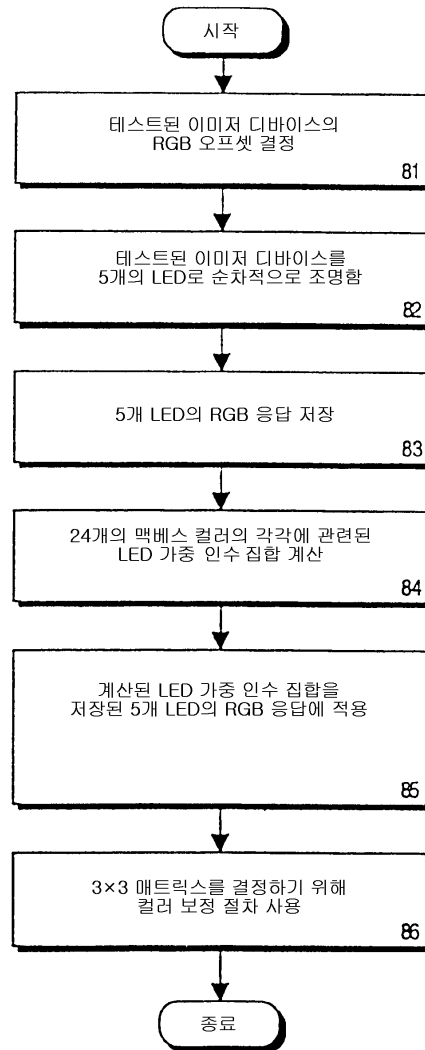 시작
테스트된 이미저 디바이스의
RGB 오프셋 결정
81
테스트된 이미저 디바이스를
5개의 LED로 순차적으로 조명함
82
5개 LED의 RGB 응답 저장
83
24개의 맥베스 컬러의 각각에 관련된
LED 가중 인수 집합 계산
84
계산된 LED 가중 인수 집합을
저장된 5개 LED의 RGB 응답에 적용
85
3×3 매트릭스를 결정하기 위해
컬러 보정 절차 사용
86
종료